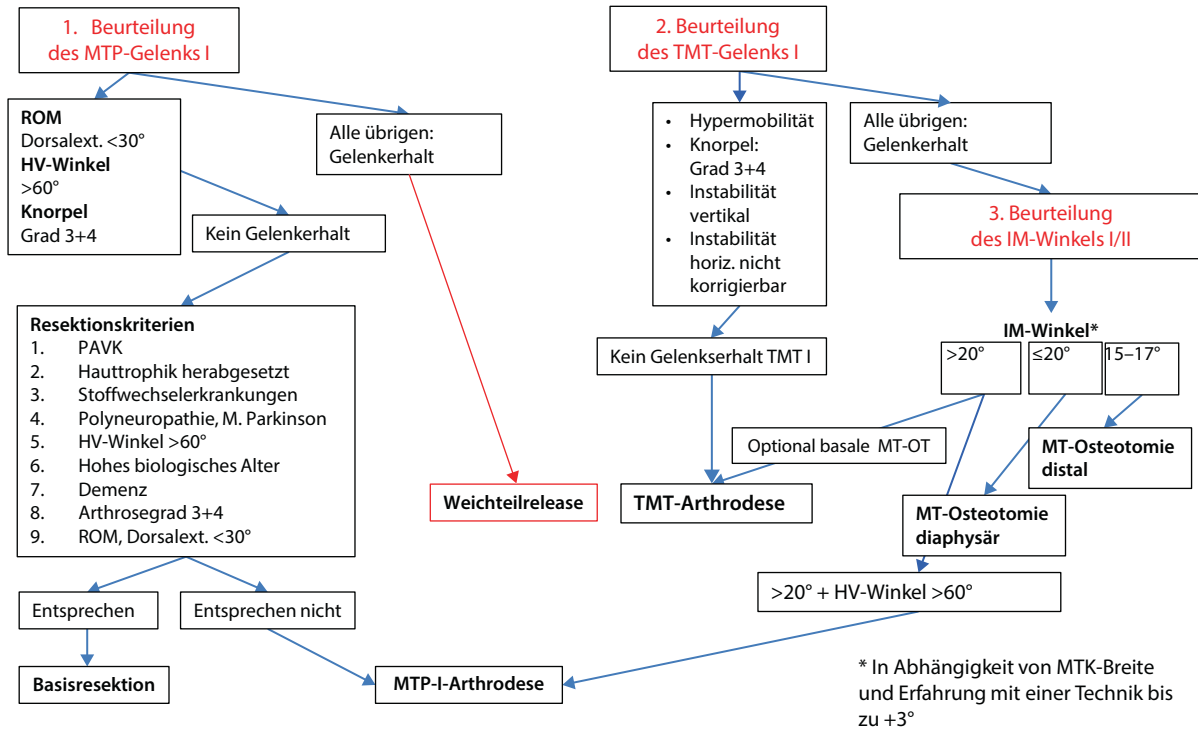 1. Beurteilung
des MTP-Gelenks I
ROM
Dorsalext. <30°
HV-Winkel
>60°
Knorpel
Grad 3+4
Alle übrigen:
Gelenkerhalt
Kein Gelenkerhalt
Resektionskriterien
1. PAVK
2. Hauttrophik herabgesetzt
3. Stoffwechselerkrankungen
4. Polyneuropathie, M. Parkinson
5. HV-Winkel >60°
6. Hohes biologisches Alter
7. Demenz
8. Arthrosegrad 3+4
9. ROM, Dorsalext. <30°
Entsprechen
Entsprechen nicht
Basisresektion
MTP-I-Arthrodese
Weichteilrelease
2. Beurteilung
des TMT-Gelenks I
• Hypermobilität
• Knorpel:
Grad 3+4
• Instabilität
vertikal
• Instabilität
horiz. nicht
korrigierbar
Alle übrigen:
Gelenkerhalt
Kein Gelenkserhalt TMT I
3. Beurteilung
des IM-Winkels I/II
IM-Winkel*
>20°
≤20°
15–17°
Optional basale MT-OT
MT-Osteotomie
distal
TMT-Arthrodese
MT-Osteotomie
diaphysär
>20° + HV-Winkel >60°
* In Abhängigkeit von MTK-Breite
und Erfahrung mit einer Technik bis
zu +3°